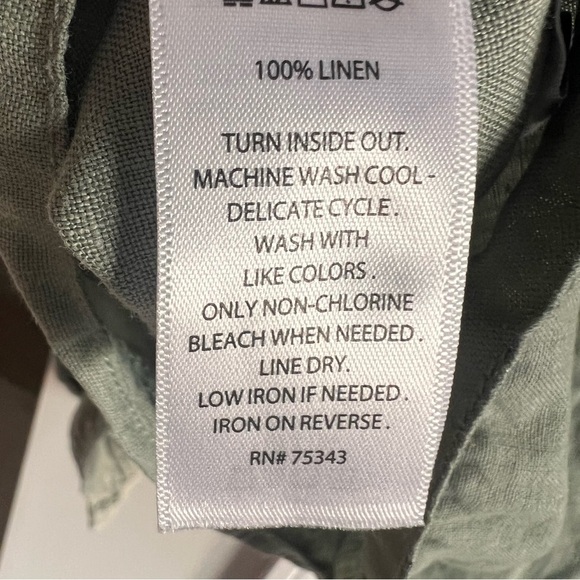 100% LINEN
TURN INSIDE OUT.
MACHINE WASH COOL -
DELICATE CYCLE.
WASH WITH
LIKE COLORS.
ONLY NON-CHLORINE
BLEACH WHEN NEEDED.
LINE DRY.
LOW IRON IF NEEDED.
IRON ON REVERSE.
RN# 75343